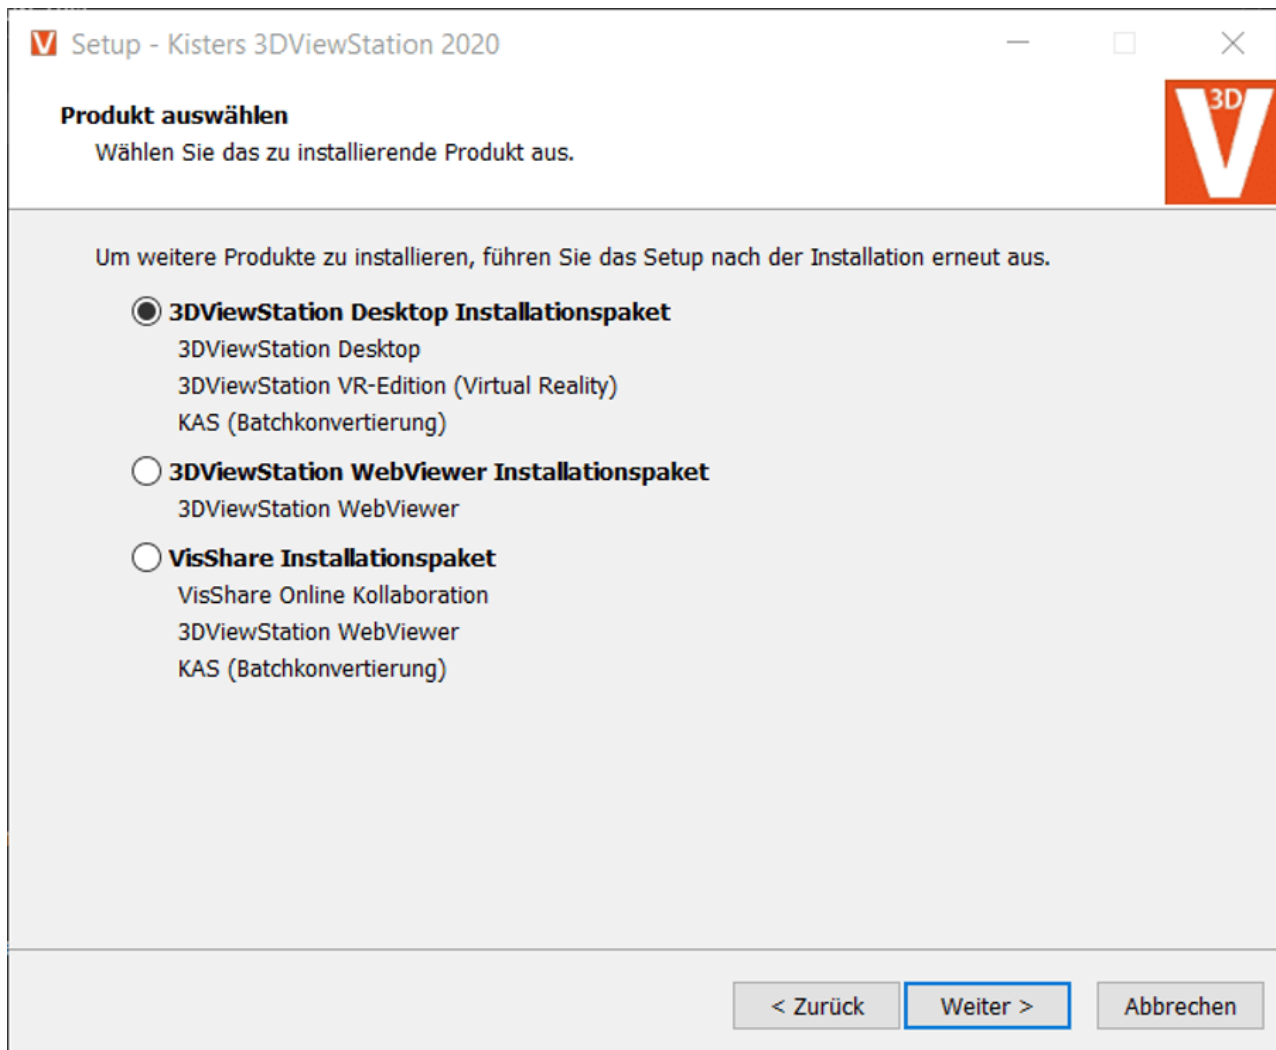 Setup - Kisters 3DViewStation 2020
3D
Produkt auswählen
Wählen Sie das zu installierende Produkt aus.
Um weitere Produkte zu installieren, führen Sie das Setup nach der Installation erneut aus.
3DViewStation Desktop Installationspaket
3DViewStation Desktop
3DViewStation VR-Edition (Virtual Reality)
KAS (Batchkonvertierung)
3DViewStation WebViewer Installationspaket
3DViewStation WebViewer
VisShare Installationspaket
VisShare Online Kollaboration
3DViewStation WebViewer
KAS (Batchkonvertierung)
< Zurück Weiter > Abbrechen